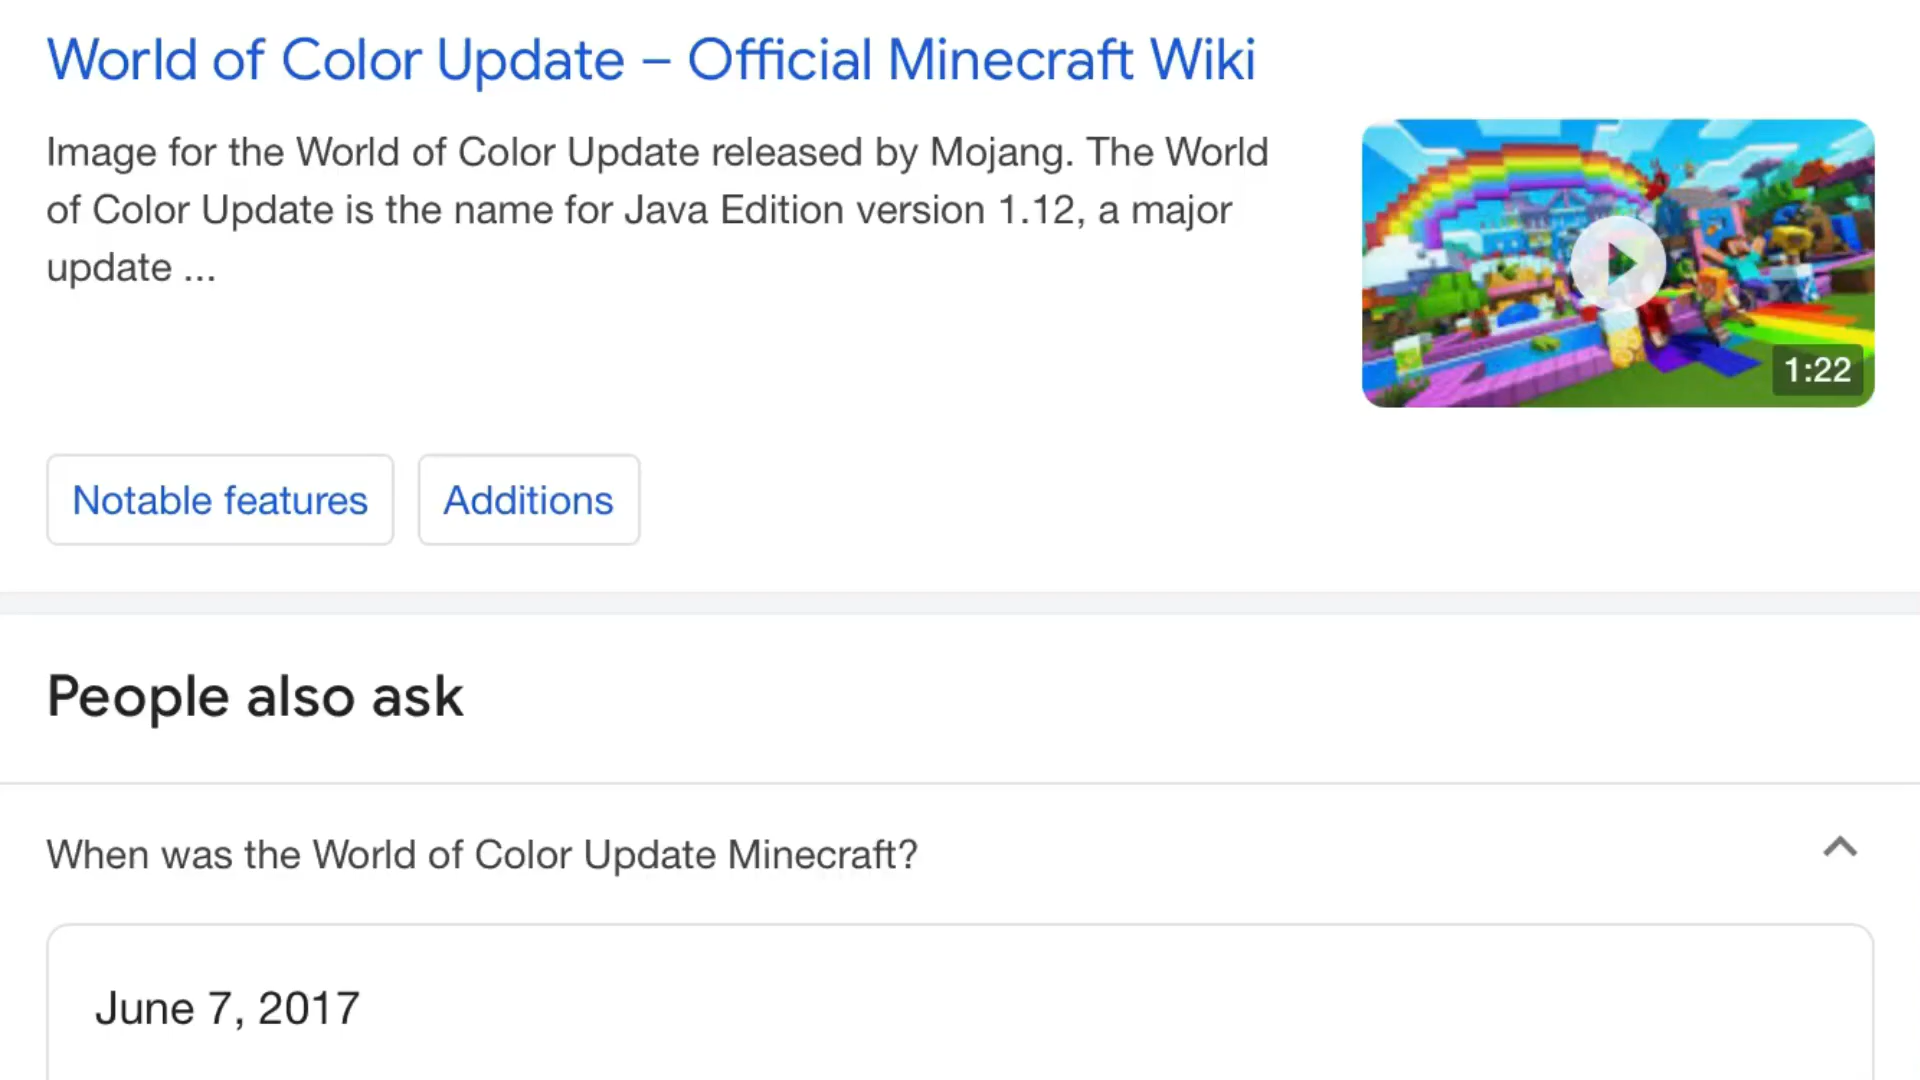 World of Color Update – Official Minecraft Wiki
Image for the World of Color Update released by Mojang. The World
of Color Update is the name for Java Edition version 1.12, a major
update ...
1:22
Notable features
Additions
People also ask
When was the World of Color Update Minecraft?
June 7, 2017